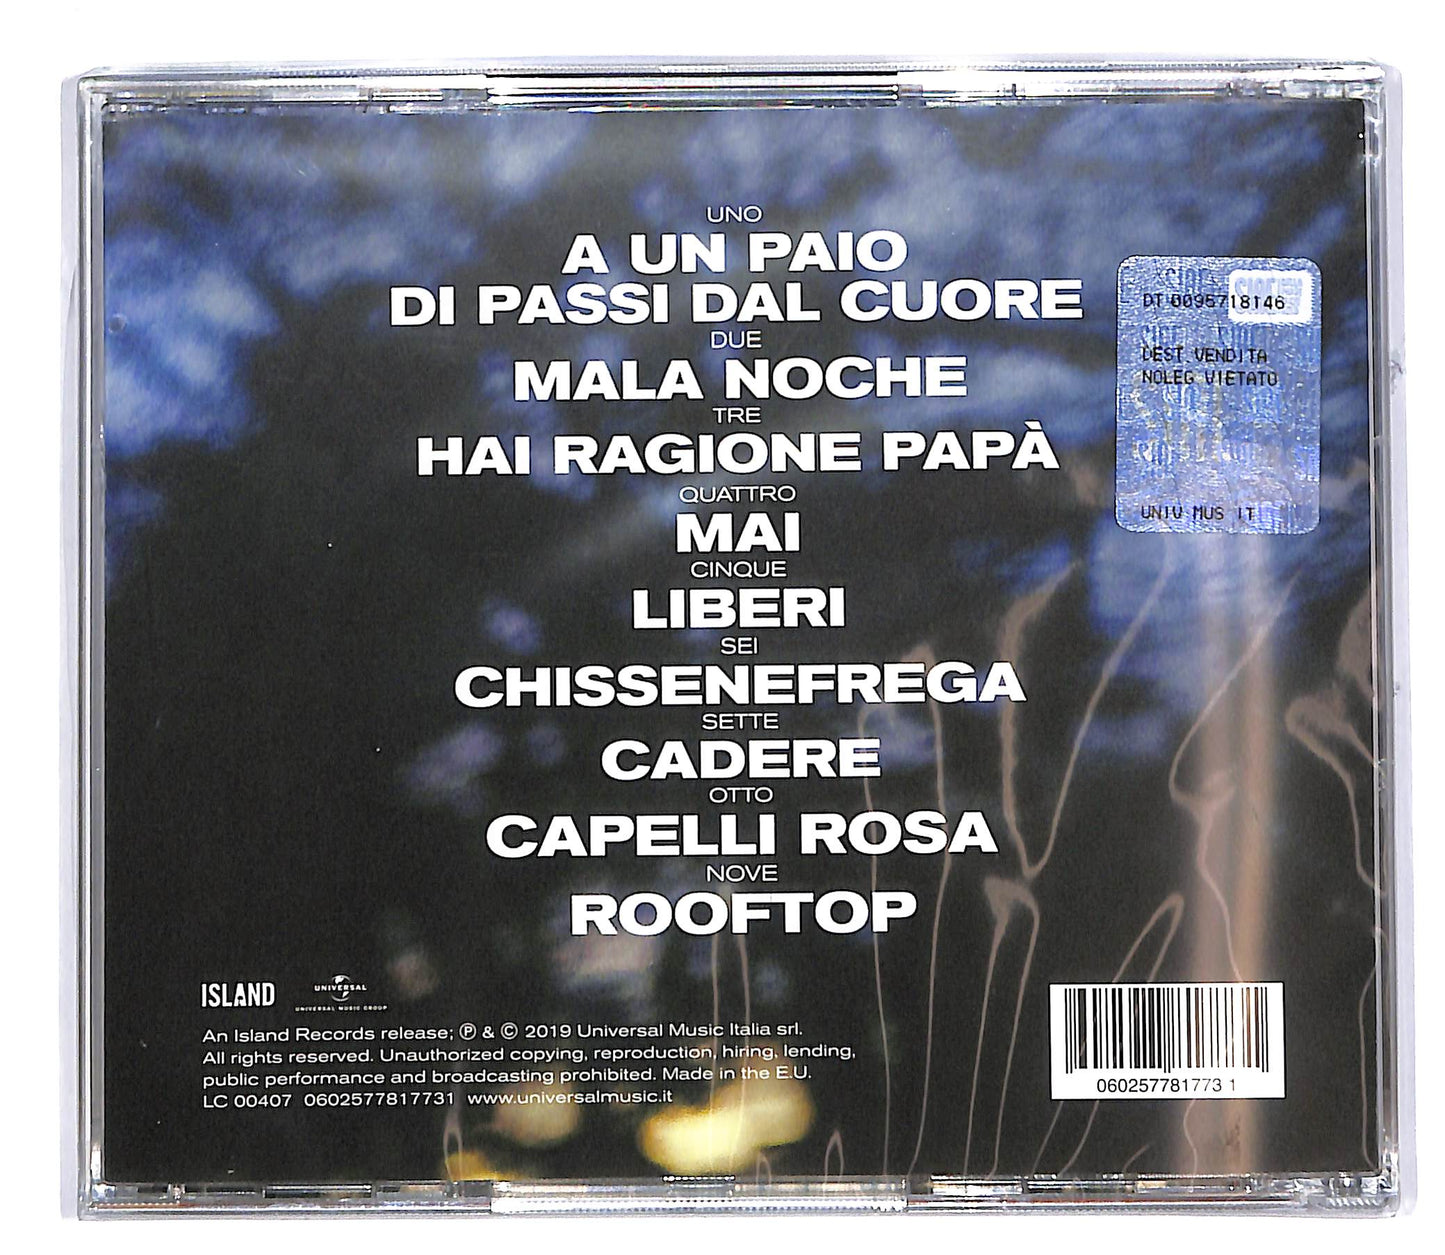 UNO
A UN PAIO
DI PASSI DAL CUORE
DUE
MALA NOCHE
TRE
HAI RAGIONE PAPÀ
QUATTRO
MAI
CINQUE
LIBERI
SEI
CHISSENEFREGA
SETTE
CADERE
OTTO
CAPELLI ROSA
NOVE
ROOFTOP
DT 0095718146
DEST VENDITA
NOLEG VIETATO
UNIV MUS IT
ISLAND
UNIVERSAL
UNIVERSAL MUSIC GROUP
An Island Records release; ℗ & © 2019 Universal Music Italia srl.
All rights reserved. Unauthorized copying, reproduction, hiring, lending,
public performance and broadcasting prohibited. Made in the E.U.
LC 00407 0602577817731 www.universalmusic.it
060257781773 1